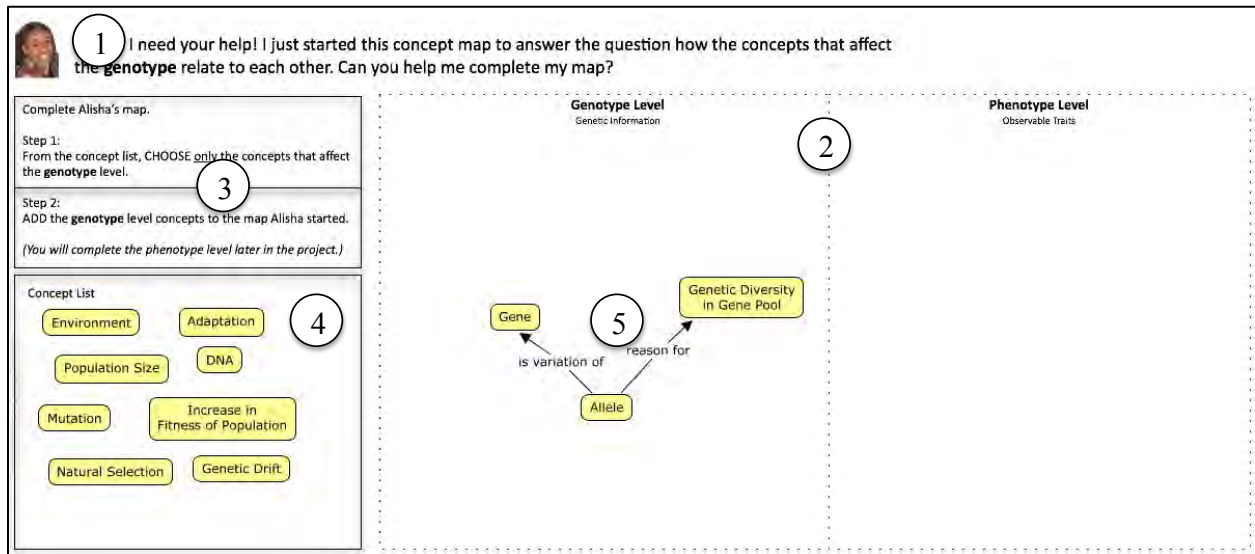 1
I need your help! I just started this concept map to answer the question how the concepts that affect
the genotype relate to each other. Can you help me complete my map?
Complete Alisha's map.
Step 1:
From the concept list, CHOOSE only the concepts that affect
the genotype level.
3
Step 2:
ADD the genotype level concepts to the map Alisha started.
(You will complete the phenotype level later in the project.)
Concept List
4
Environment
Adaptation
Population Size
DNA
Mutation
Increase in
Fitness of Population
Natural Selection
Genetic Drift
Genotype Level
Genetic Information
2
Gene
5
Genetic Diversity
in Gene Pool
is variation of
reason for
Allele
Phenotype Level
Observable Traits